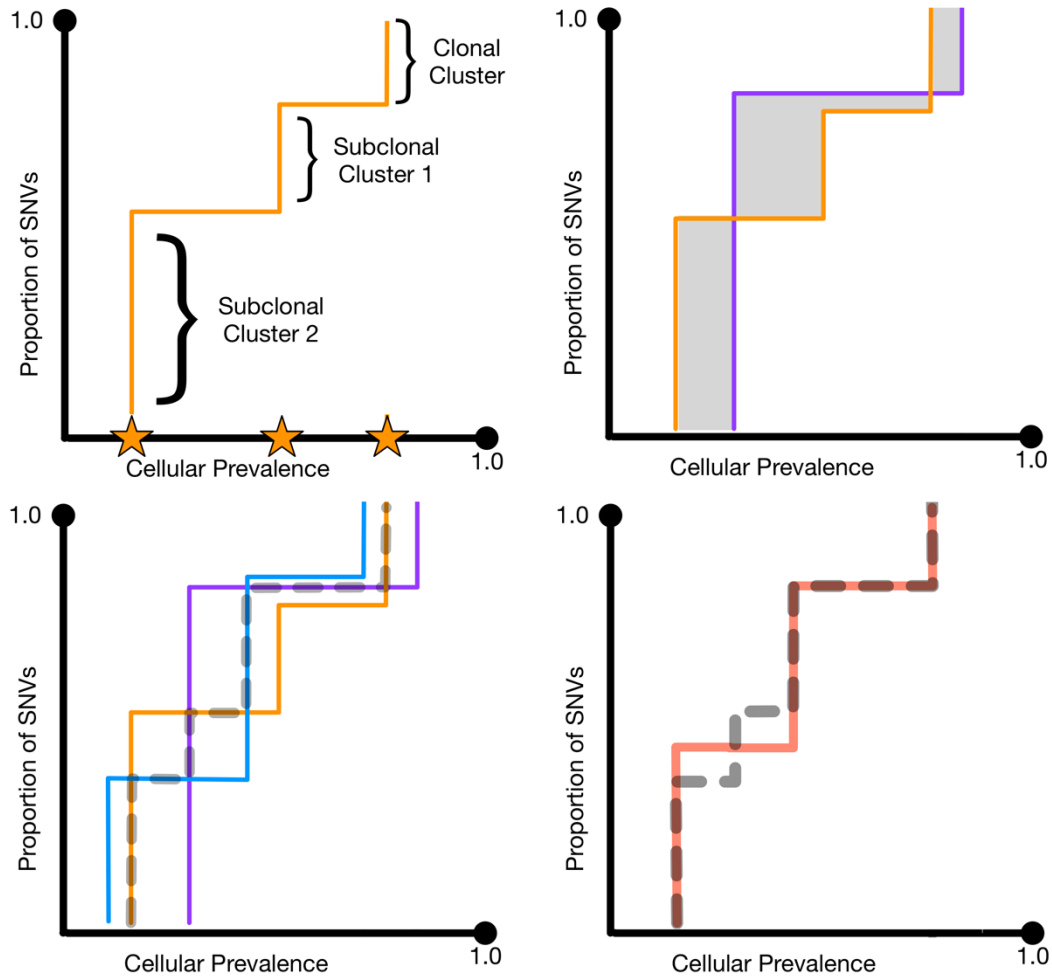 1.0
Clonal
Cluster
Subclonal
Cluster 1
Subclonal
Cluster 2
Proportion of SNVs
Cellular Prevalence
1.0
1.0
Proportion of SNVs
Cellular Prevalence
1.0
1.0
Proportion of SNVs
Cellular Prevalence
1.0
1.0
Proportion of SNVs
Cellular Prevalence
1.0